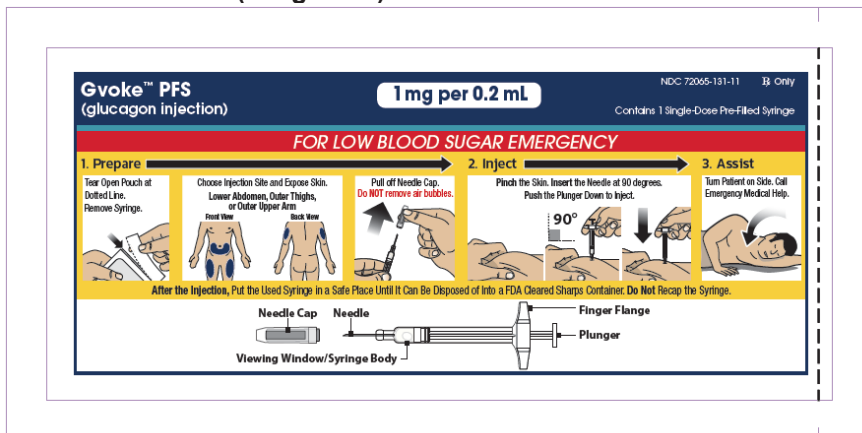 Gvoke™ PFS
(glucagon injection)
1 mg per 0.2 mL
NDC 72065-131-11 ℞ Only
Contains 1 Single-Dose Pre-Filled Syringe
FOR LOW BLOOD SUGAR EMERGENCY
1. Prepare
Tear Open Pouch at
Dotted Line.
Remove Syringe.
Choose Injection Site and Expose Skin.
Lower Abdomen, Outer Thighs,
or Outer Upper Arm
Front View
Back View
Pull off Needle Cap.
Do NOT remove air bubbles.
2. Inject
Pinch the Skin. Insert the Needle at 90 degrees.
Push the Plunger Down to Inject.
90°
3. Assist
Turn Patient on Side. Call
Emergency Medical Help.
After the Injection, Put the Used Syringe in a Safe Place Until It Can Be Disposed of Into a FDA Cleared Sharps Container. Do Not Recap the Syringe.
Needle Cap
Needle
Viewing Window/Syringe Body
Finger Flange
Plunger